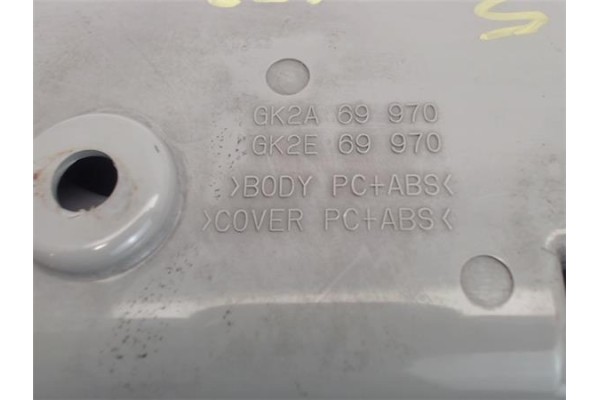 GK2A 69 970
GK2E 69 970
>BODY PC+ABS<
>COVER PC+ABS<